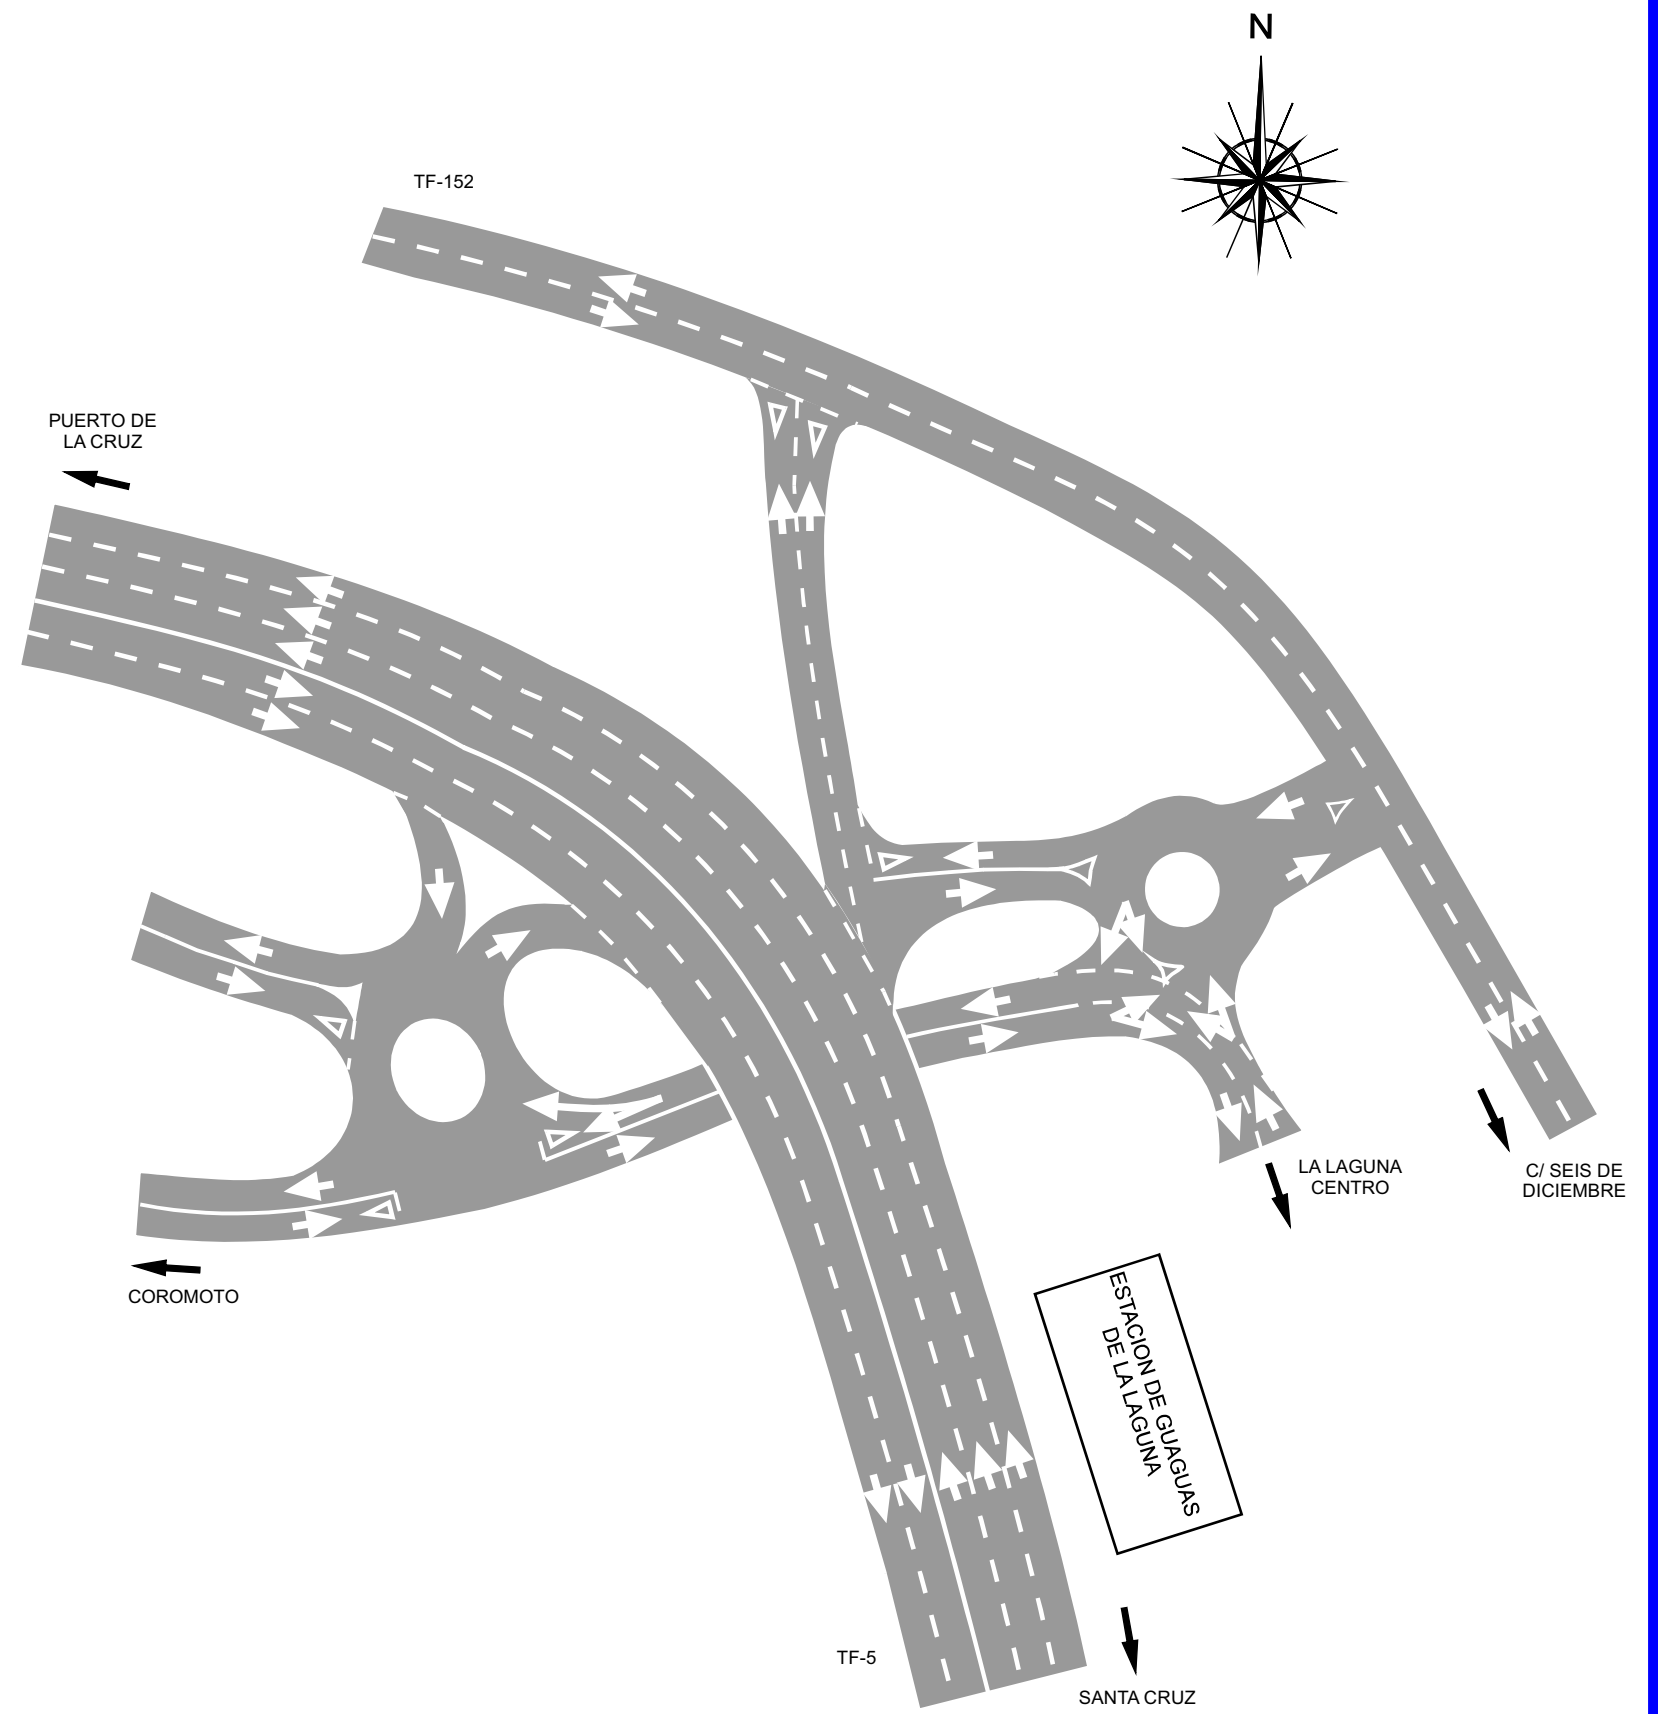 N
TF-152
PUERTO DE
LA CRUZ
LA LAGUNA
CENTRO
C/ SEIS DE
DICIEMBRE
COROMOTO
ESTACION DE GUAGUAS
DE LA LAGUNA
TF-5
SANTA CRUZ